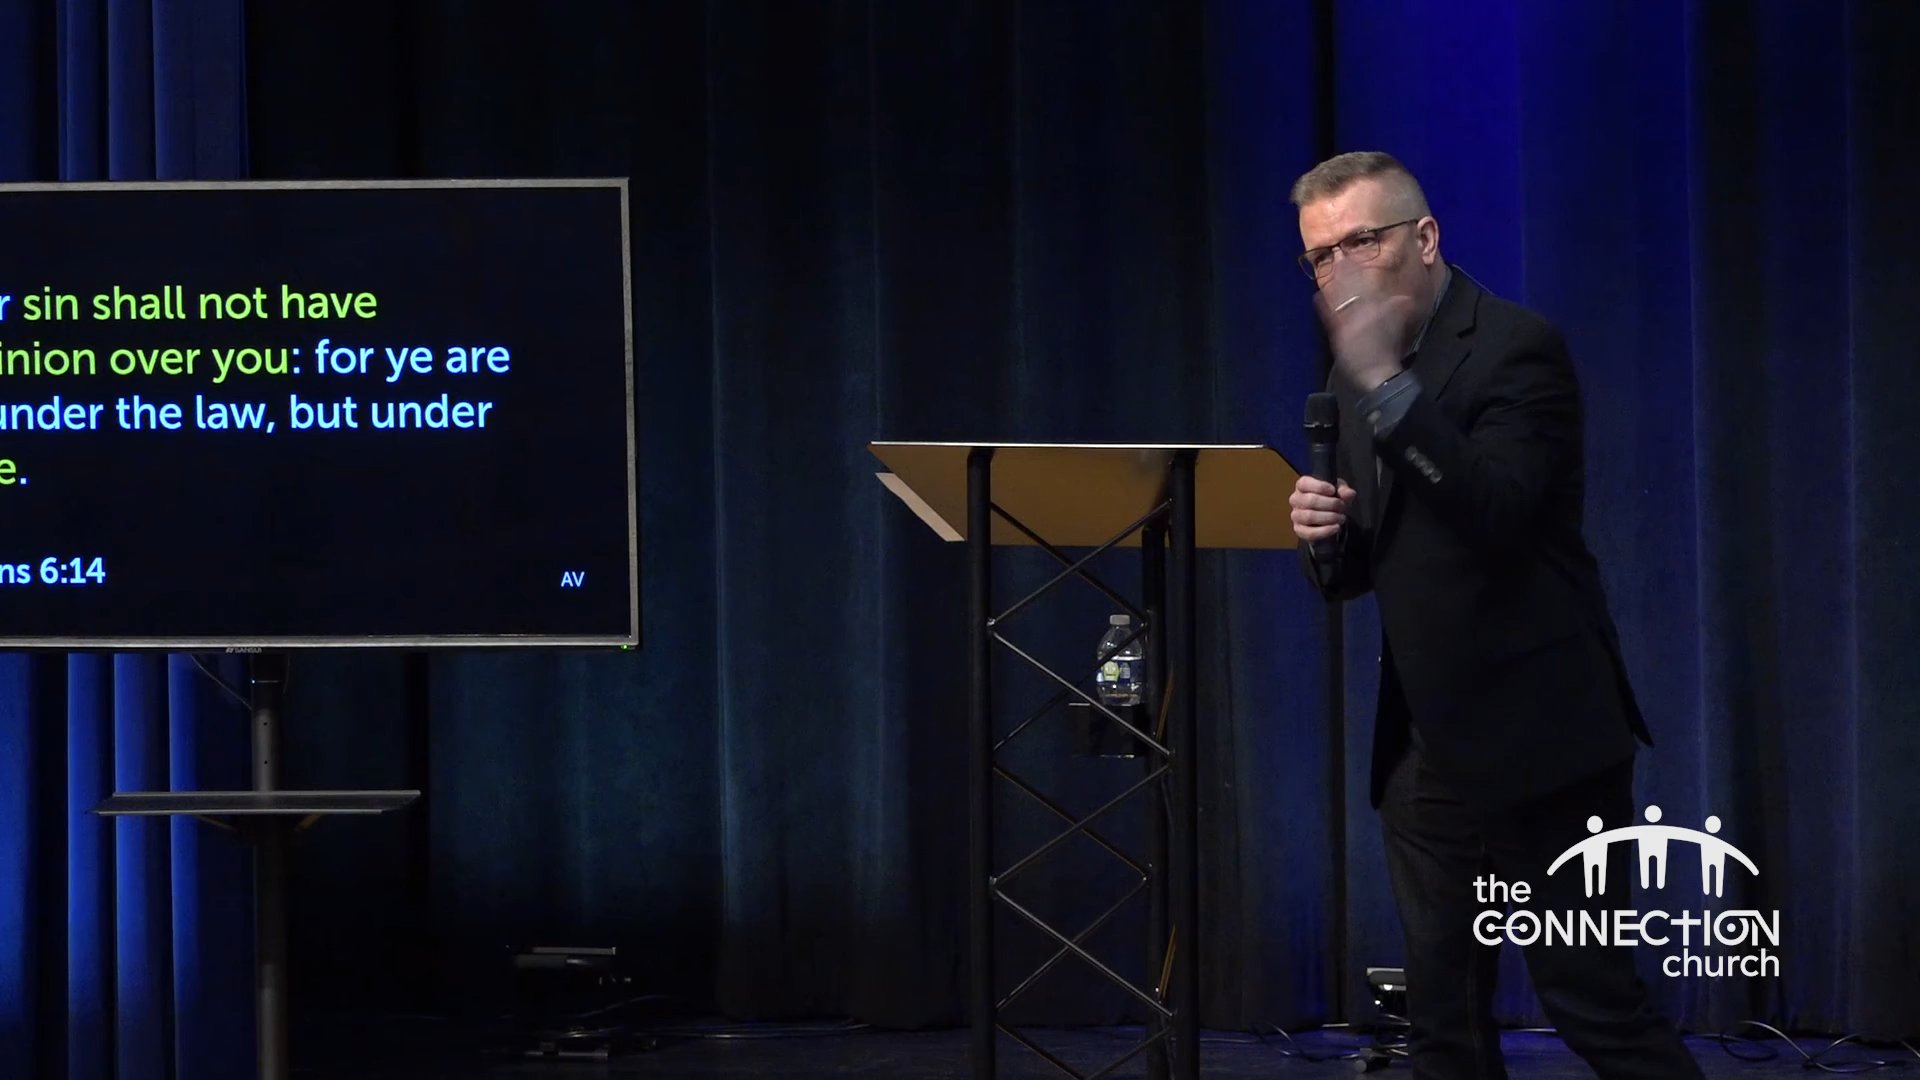 r sin shall not have
inion over you: for ye are
under the law, but under
e.
ns 6:14
AV
SANSUI
the
CONNECTION
church